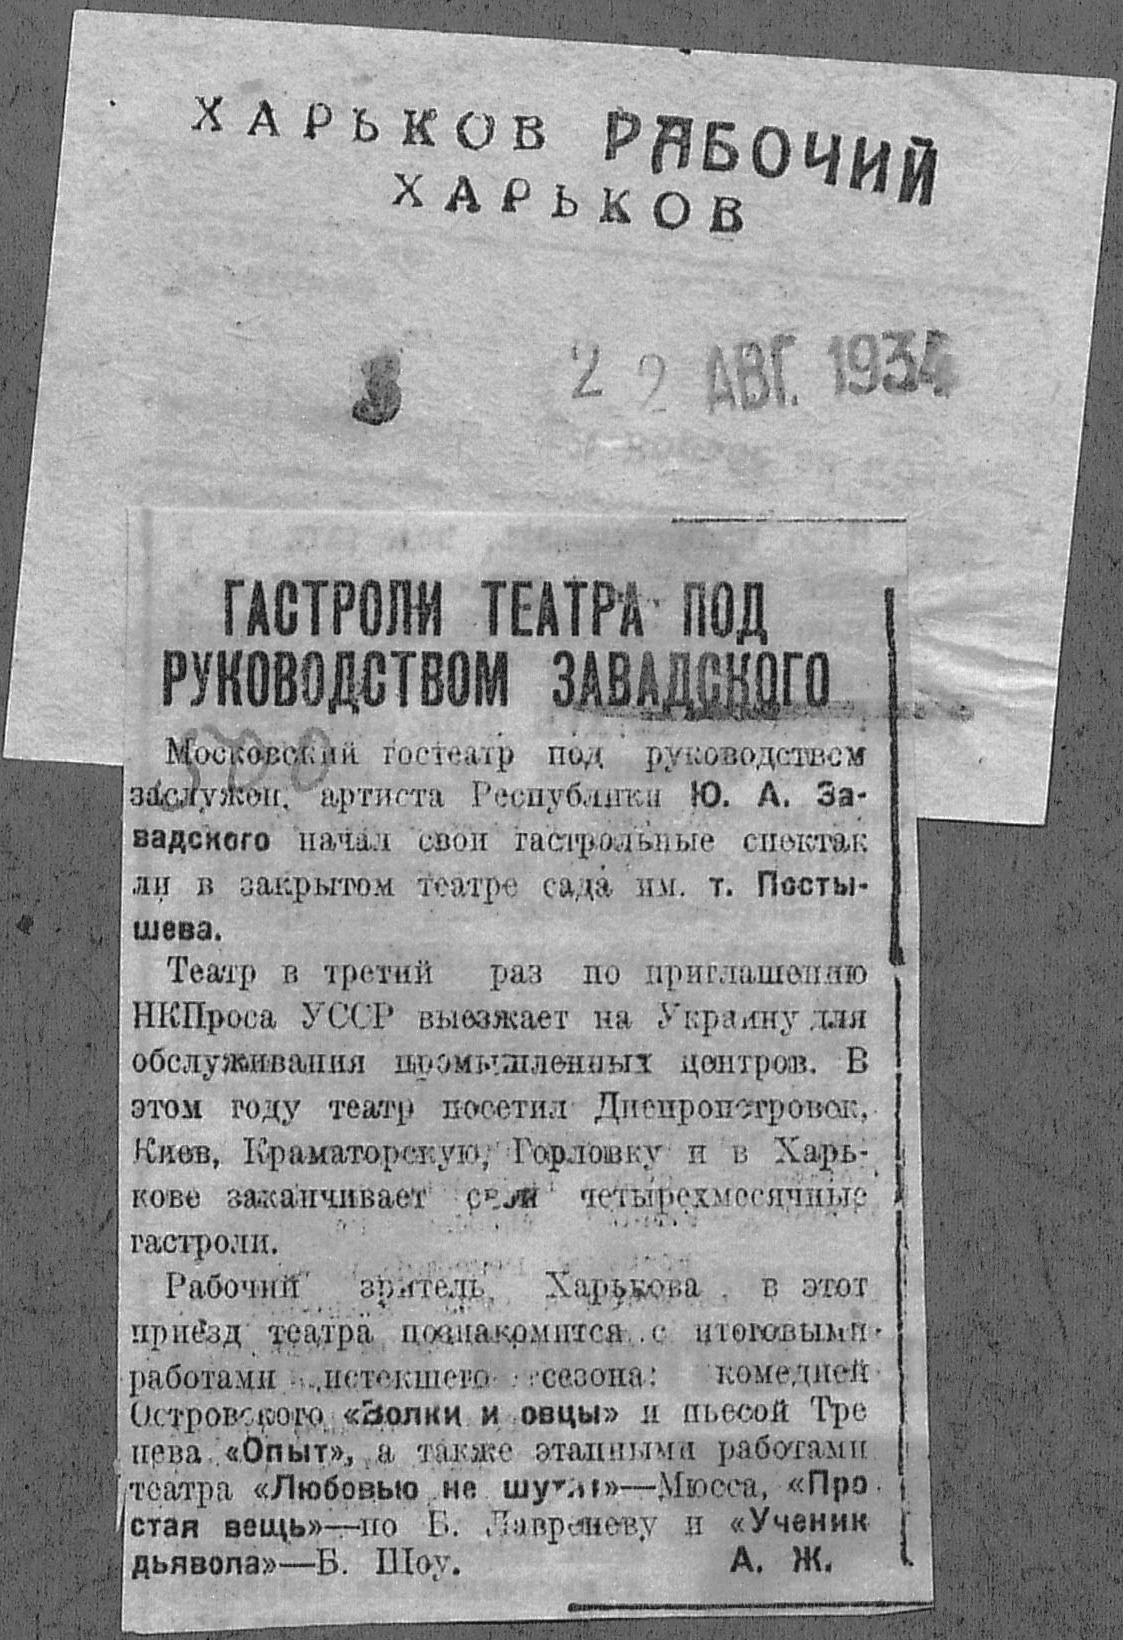 ХАРЬКОВ РАБОЧИЙ
ХАРЬКОВ
22 АВГ. 1934
ГАСТРОЛИ ТЕАТРА ПОД
РУКОВОДСТВОМ ЗАВАДСКОГО
Московский гостеатр под руководством
заслужен. артиста Республики Ю. А. За-
вадского начал свои гастрольные спектак
ли в закрытом театре сада им. т. Посты-
шева.
Театр в третий раз по приглашению
НКПроса УССР выезжает на Украину для
обслуживания промышленных центров. В
этом году театр посетил Днепропетровск,
Киев, Краматорскую, Горловку и в Харь-
кове заканчивает свои четырехмесячные
гастроли.
Рабочий зритель Харькова в этот
приезд театра познакомится с итоговыми
работами истекшего сезона: комедией
Островского «Волки и овцы» и пьесой Тре
нева «Опыт», а также этапными работами
театра «Любовью не шутят»—Мюсса, «Про
стая вещь»—по Б. Лавреневу и «Ученик
дьявола»—Б. Шоу. А. Ж.